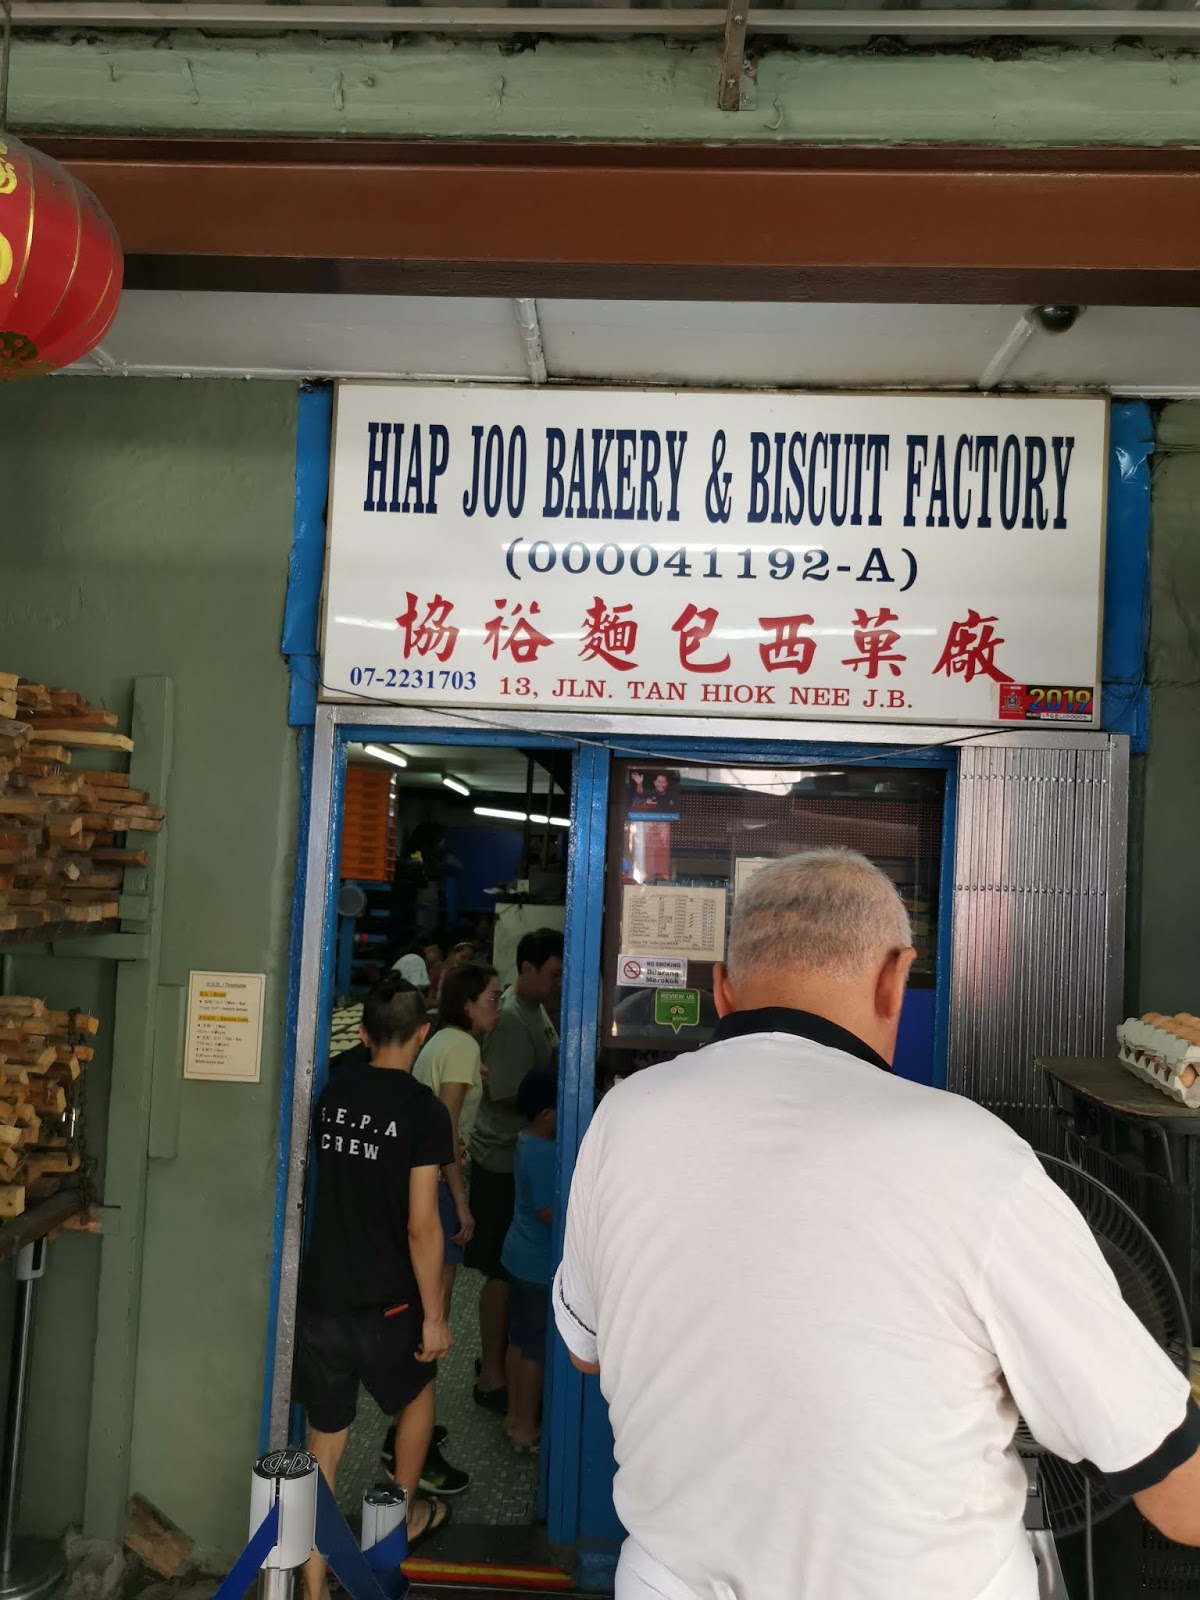 HIAP JOO BAKERY & BISCUIT FACTORY
(000041192-A)
協裕麵包西菓廠
07-2231703
13, JLN. TAN HIOK NEE J.B.
2019
NO SMOKING
Dilarang
Merokok
REVIEW US
.E.P.A
CREW